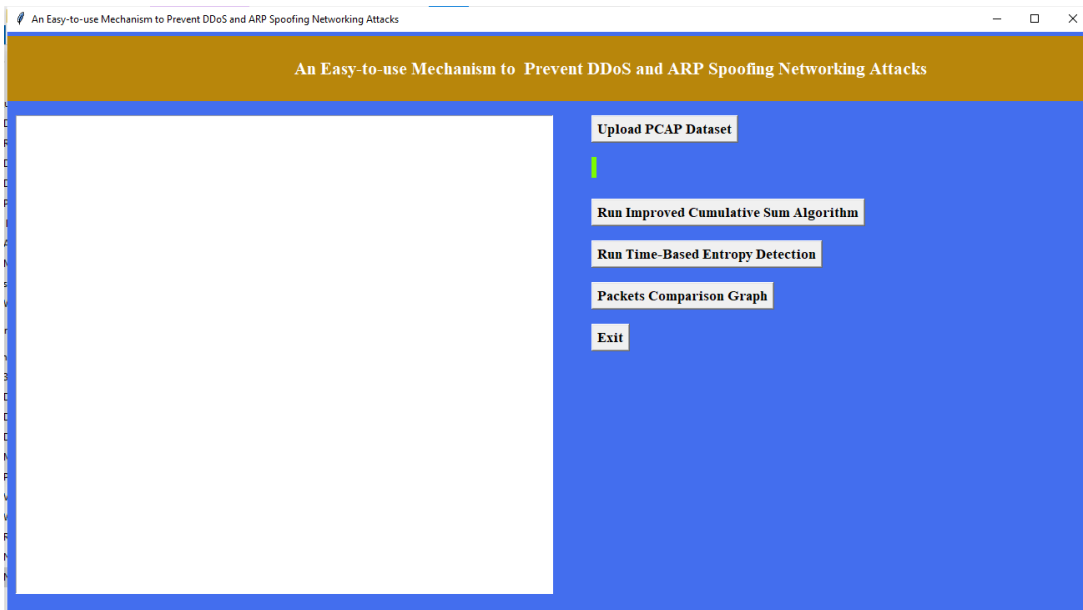 An Easy-to-use Mechanism to Prevent DDoS and ARP Spoofing Networking Attacks
An Easy-to-use Mechanism to  Prevent DDoS and ARP Spoofing Networking Attacks
Upload PCAP Dataset
Run Improved Cumulative Sum Algorithm
Run Time-Based Entropy Detection
Packets Comparison Graph
Exit